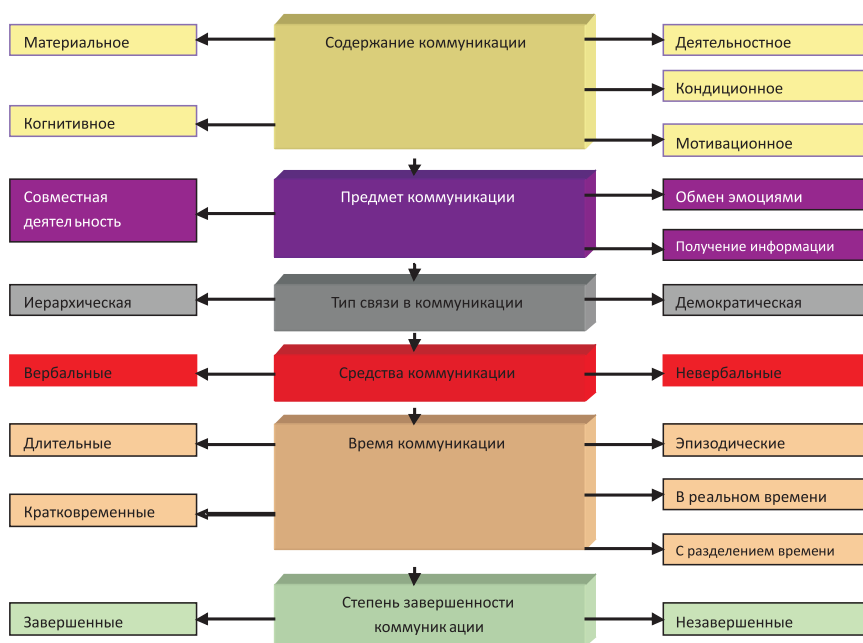 Материальное
Содержание коммуникации
Деятельностное
Кондиционное
Когнитивное
Мотивационное
Совместная
деятельность
Предмет коммуникации
Обмен эмоциями
Получение информации
Иерархическая
Тип связи в коммуникации
Демократическая
Вербальные
Средства коммуникации
Невербальные
Длительные
Время коммуникации
Эпизодические
Кратковременные
В реальном времени
С разделением времени
Завершенные
Степень завершенности
коммуникации
Незавершенные